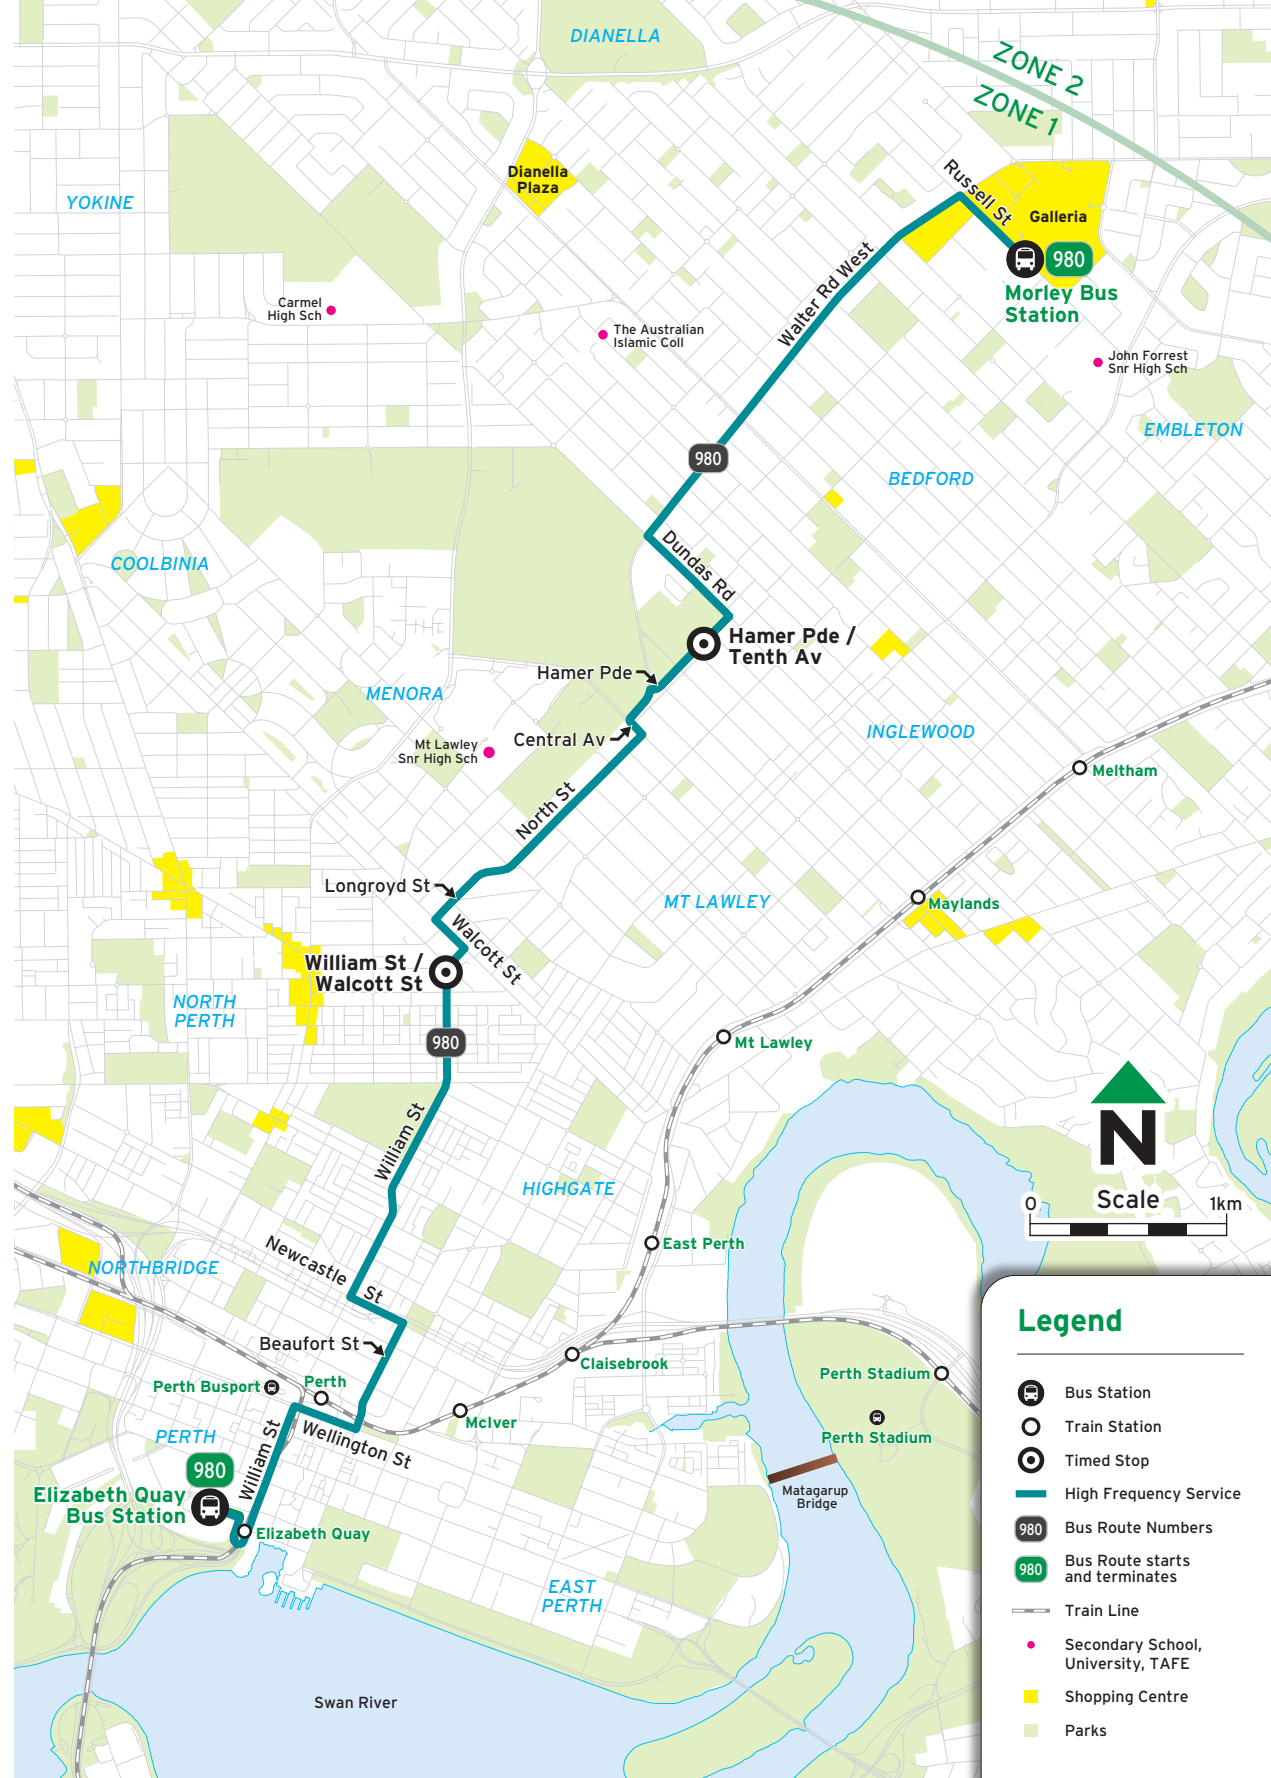 DIANELLA
ZONE 2
ZONE 1
Dianella
Plaza
YOKINE
Russell St
Galleria
980
Morley Bus
Station
Walter Rd West
Carmel
High Sch
The Australian
Islamic Coll
John Forrest
Snr High Sch
EMBLETON
980
BEDFORD
COOLBINIA
Dundas Rd
Hamer Pde /
Tenth Av
Hamer Pde
MENORA
Central Av
INGLEWOOD
Mt Lawley
Snr High Sch
Meltham
North St
Longroyd St
MT LAWLEY
Maylands
Walcott St
William St /
Walcott St
NORTH
PERTH
980
Mt Lawley
William St
N
HIGHGATE
Scale
0
1km
East Perth
Newcastle St
NORTHBRIDGE
Beaufort St
Claisebrook
Perth Stadium
Perth Busport
Perth
McIver
Perth Stadium
PERTH
William St
Wellington St
980
Elizabeth Quay
Bus Station
Matagarup
Bridge
Elizabeth Quay
EAST
PERTH
Swan River
Legend
Bus Station
Train Station
Timed Stop
High Frequency Service
980
Bus Route Numbers
980
Bus Route starts
and terminates
Train Line
Secondary School,
University, TAFE
Shopping Centre
Parks